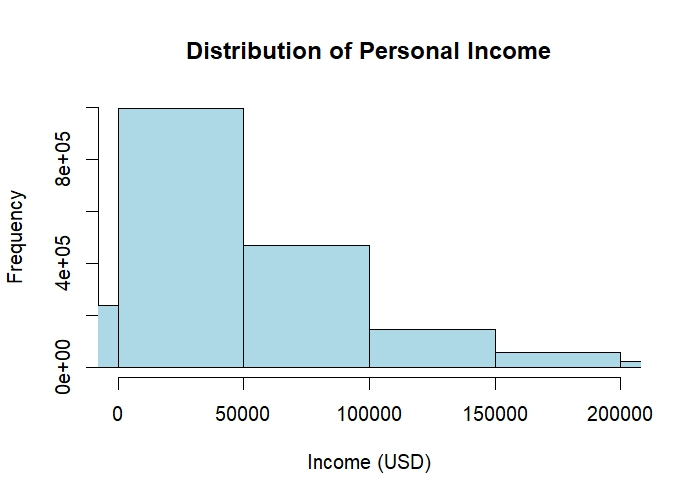 Distribution of Personal Income
Frequency
8e+05
4e+05
0e+00
0 50000 100000 150000 200000
Income (USD)